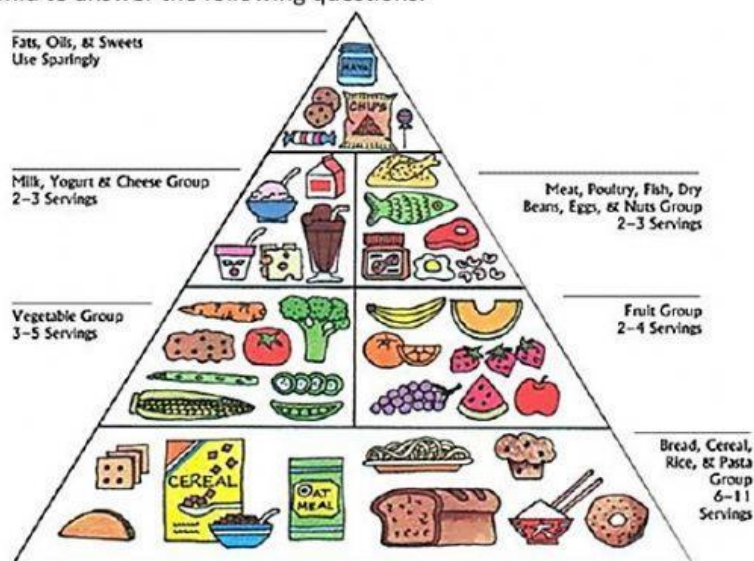 Fats, Oils, & Sweets
Use Sparingly
MAYO
CHIPS
Milk, Yogurt & Cheese Group
2-3 Servings
Meat, Poultry, Fish, Dry
Beans, Eggs, & Nuts Group
2-3 Servings
Vegetable Group
3-5 Servings
Fruit Group
2-4 Servings
CEREAL
OAT
MEAL
Bread, Cereal,
Rice, & Pasta
Group
6-11
Servings